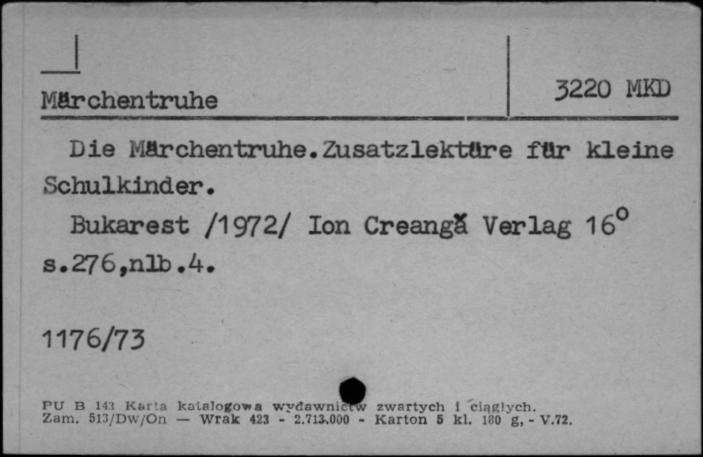 Märchentruhe
3220 MKD
Die Märchentruhe.Zusatzlektüre für kleine
Schulkinder.
Bukarest /1972/ Ion Creangă Verlag 16°
s.276,nlb.4.
1176/73
PU B 143 Karta katalogowa wydawnictw zwartych i ciągłych.
Zam. 513/Dw/On — Wrak 423 - 2.713.000 - Karton 5 kl. 180 g, - V.72.